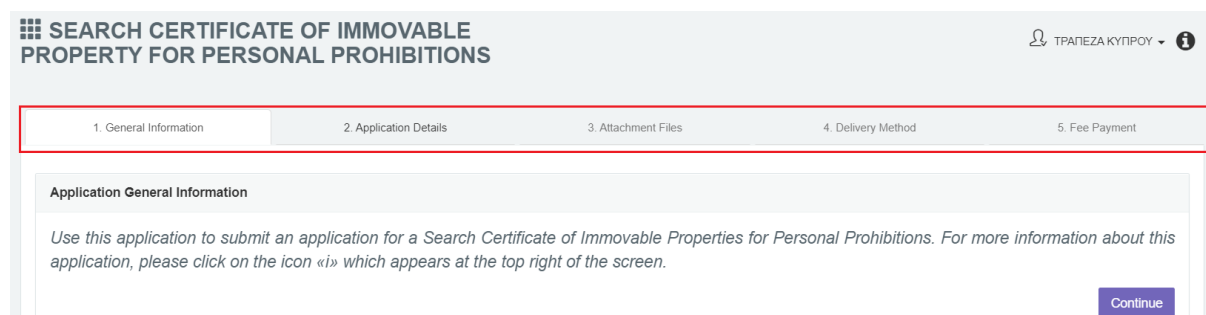 SEARCH CERTIFICATE OF IMMOVABLE
PROPERTY FOR PERSONAL PROHIBITIONS
ΤΡΑΠΕΖΑ ΚΥΠΡΟΥ
1. General Information
2. Application Details
3. Attachment Files
4. Delivery Method
5. Fee Payment
Application General Information
Use this application to submit an application for a Search Certificate of Immovable Properties for Personal Prohibitions. For more information about this
application, please click on the icon «i» which appears at the top right of the screen.
Continue